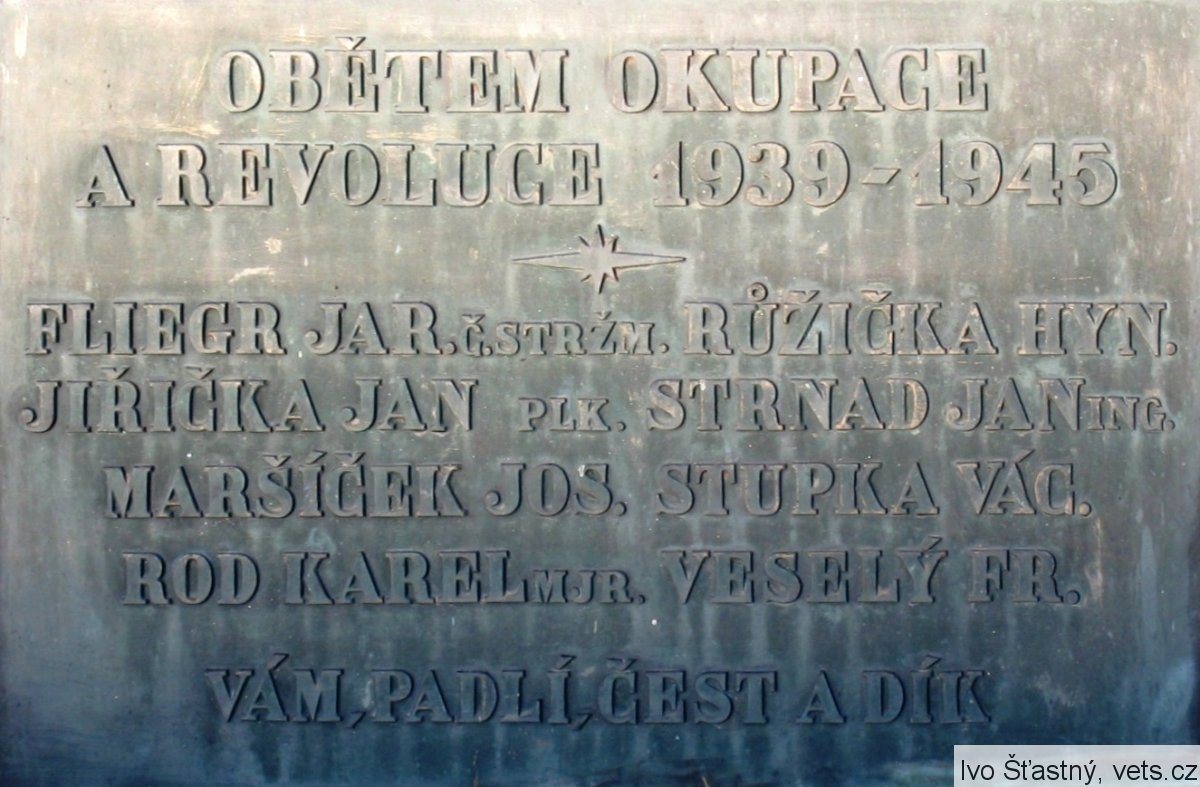 OBĚTEM OKUPACE
A REVOLUCE 1939-1945
FLIEGR JAR. Č. STRŽM. RŮŽIČKA HYN.
JIŘIČKA JAN PLK. STRNAD JAN ING.
MARŠÍČEK JOS. STUPKA VÁC.
ROD KAREL MJR. VESELÝ FR.
VÁM, PADLÍ, ČEST A DÍK
Ivo Šťastný, vets.cz